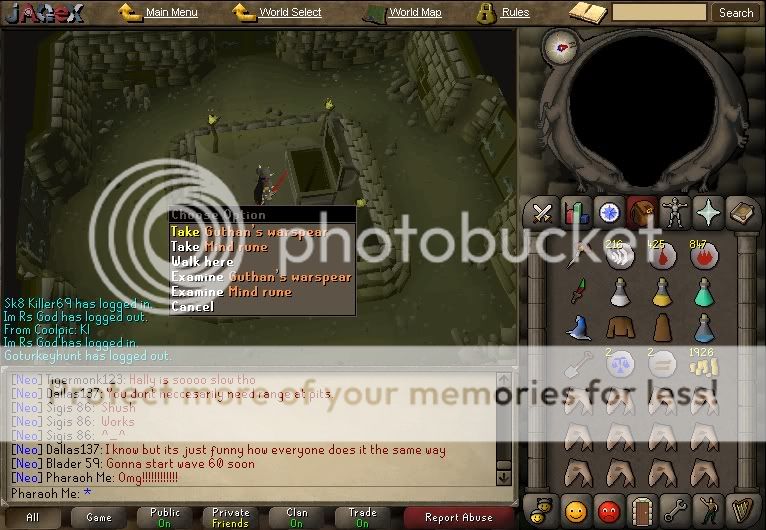 JAGEX Main Menu World Select World Map Rules Search
Choose Option
Take Guthan's warspear
Take Mind rune
Walk here
Examine Guthan's warspear
Examine Mind rune
Cancel
216 425 847
2 2 1926
photobucket
Protect more of your memories for less!
Sk8 Killer69 has logged in.
Im Rs God has logged out.
From Coolpic: Kl
Im Rs God has logged in.
Goturkeyhunt has logged out.
[Neo] Tigermonk123: Hally is soooo slow tho
[Neo] Dallas137: You dont neccesarily need range at pits
[Neo] Sigis 86: Shush
[Neo] Sigis 86: Works
[Neo] Sigis 86: ^_^
[Neo] Dallas137: I know but its just funny how everyone does it the same way
[Neo] Blader 59: Gonna start wave 60 soon
[Neo] Pharaoh Me: Omg!!!!!!!!!!!!
Pharaoh Me: *
All Game Public On Private Friends Clan On Trade On Report Abuse